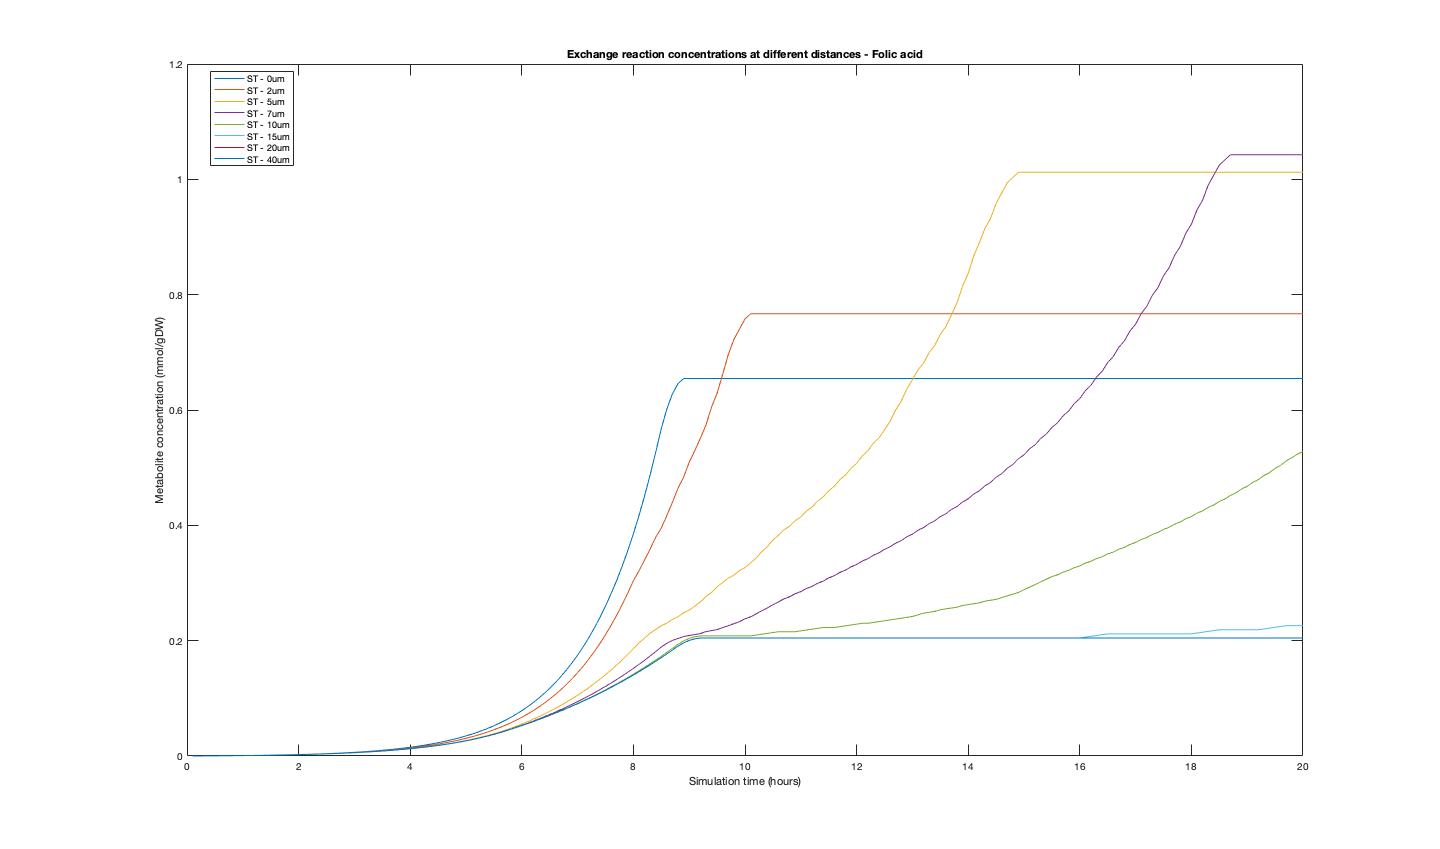 Exchange reaction concentrations at different distances - Folic acid
1.2
ST - 0um
ST - 2um
ST - 5um
ST - 7um
ST - 10um
ST - 15um
ST - 20um
ST - 40um
1
0.8
0.6
0.4
0.2
0
Metabolite concentration (mmol/gDW)
0 2 4 6 8 10 12 14 16 18 20
Simulation time (hours)